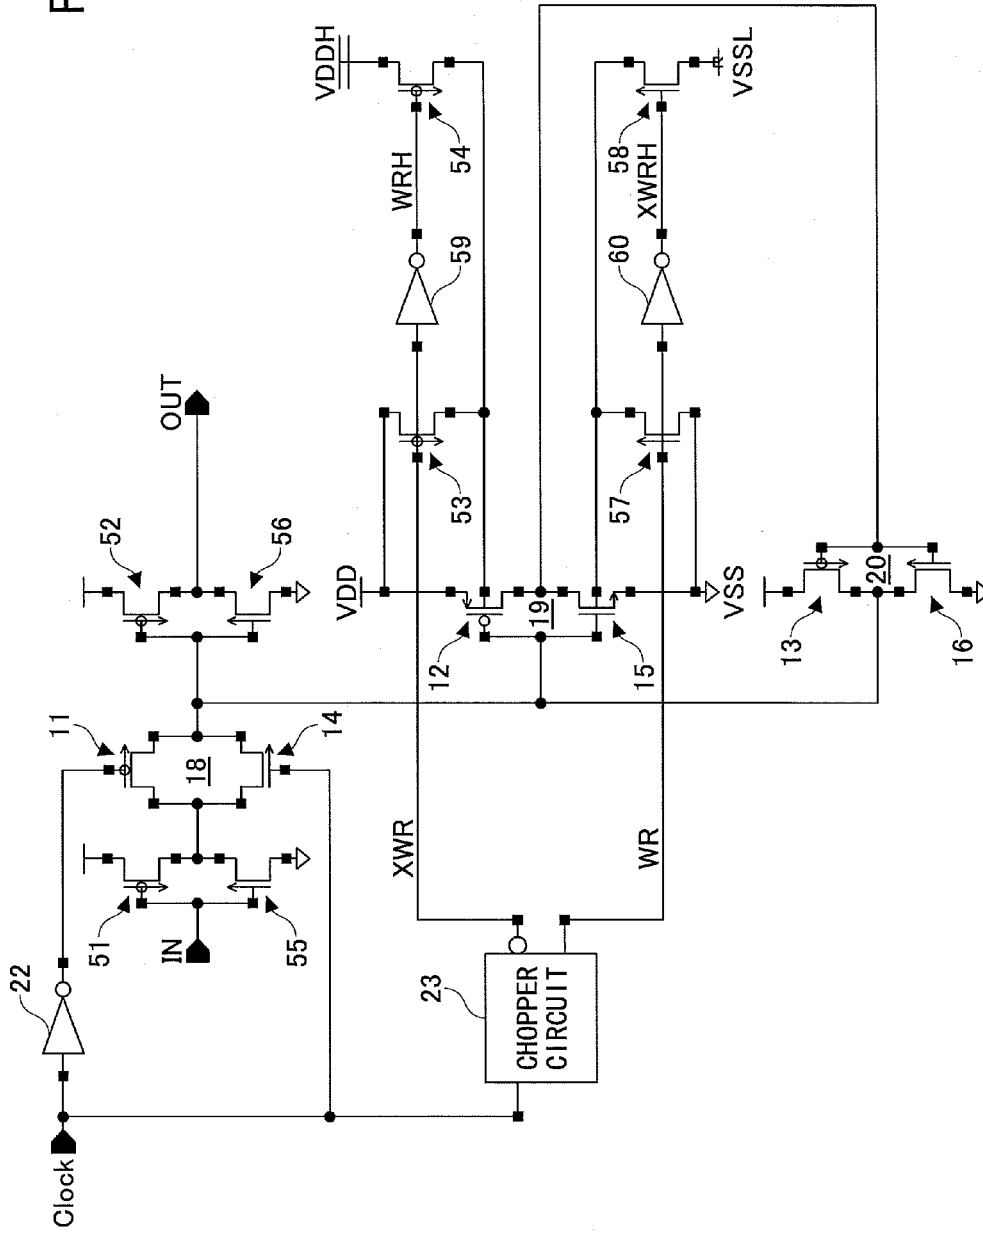 Clock
22
IN
51
55
11
18
14
52
56
OUT
23
CHOPPER
CIRCUIT
XWR
WR
VDD
12
19
15
VSS
53
57
59
60
WRH
XWRH
VDDH
54
58
VSSL
13
20
16